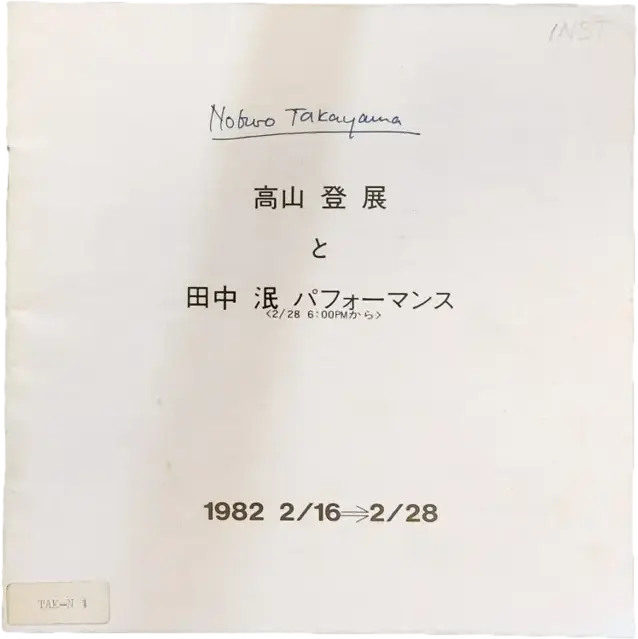 INST
Nobuo Takayama
高山 登 展
と
田中 泯 パフォーマンス
<2/28 6:00PMから>
1982 2/16⇒2/28
TAK-N 1